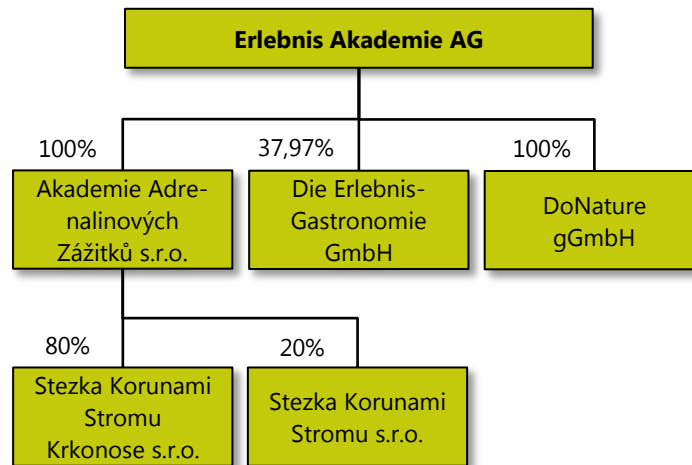 Erlebnis Akademie AG
100%
37,97%
100%
Akademie Adre-
nalinových
Zážitků s.r.o.
Die Erlebnis-
Gastronomie
GmbH
DoNature
gGmbH
80%
20%
Stezka Korunami
Stromu
Krkonose s.r.o.
Stezka Korunami
Stromu s.r.o.